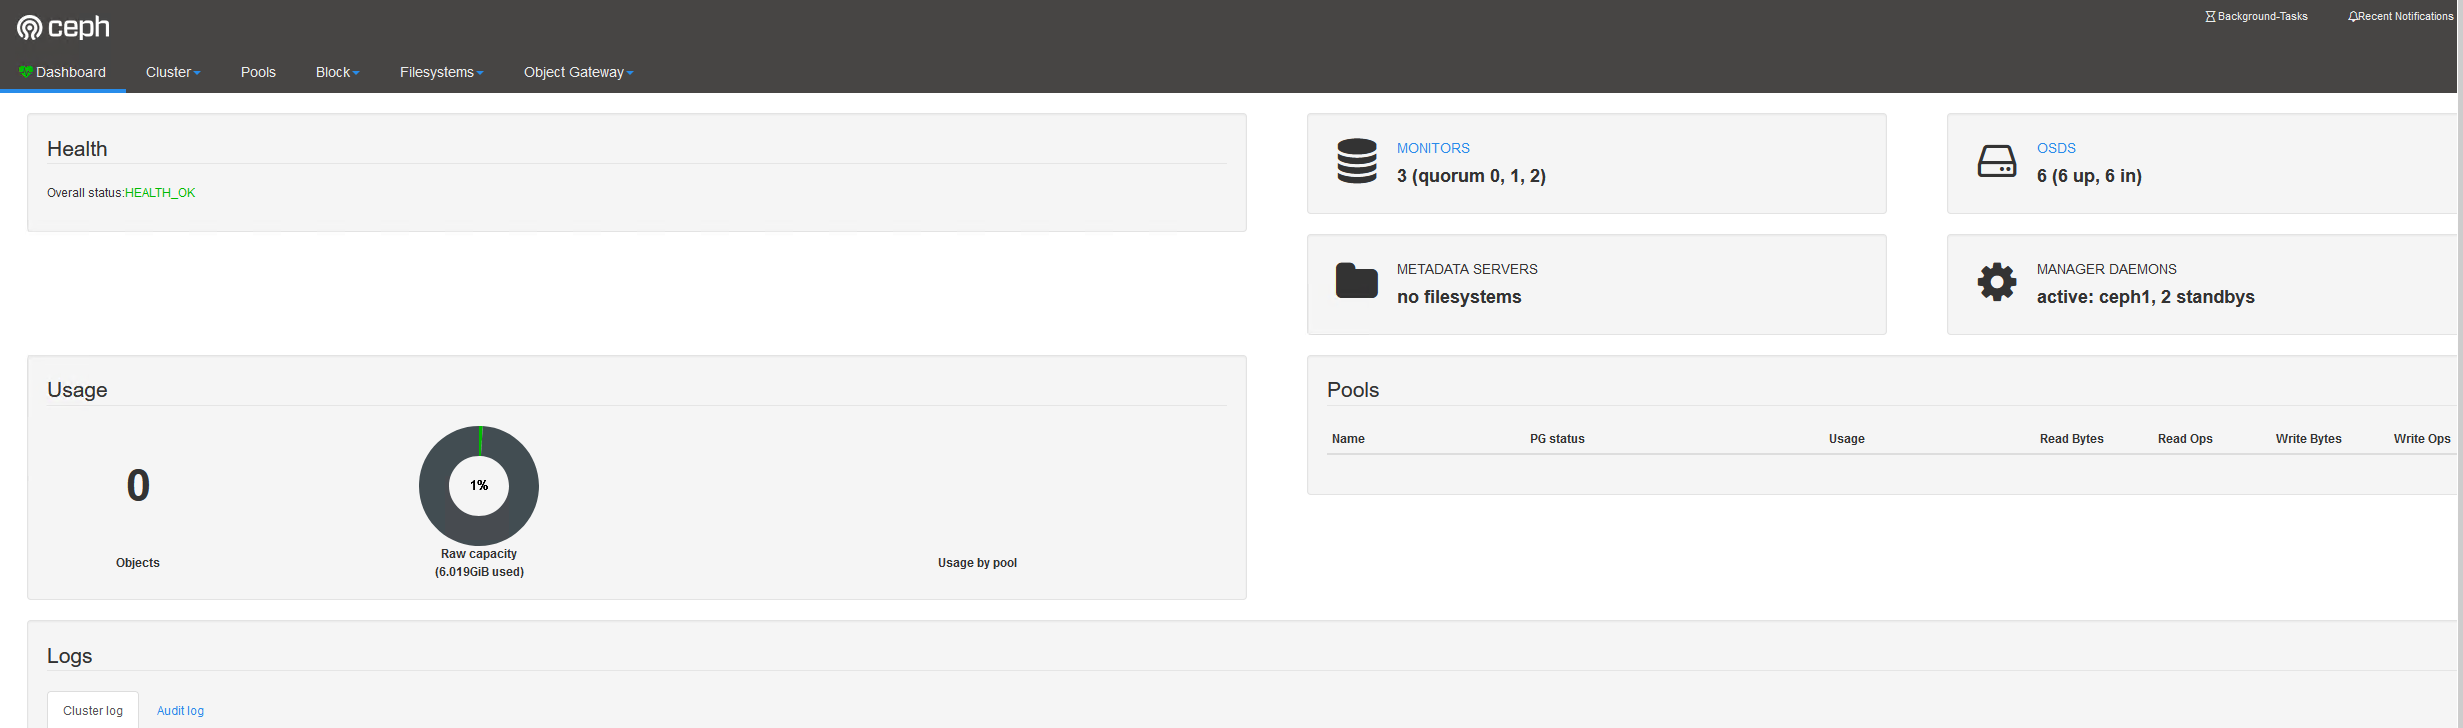 ceph
Background-Tasks
Recent Notifications
Dashboard
Cluster
Pools
Block
Filesystems
Object Gateway
Health
Overall status:HEALTH_OK
MONITORS
3 (quorum 0, 1, 2)
OSDS
6 (6 up, 6 in)
METADATA SERVERS
no filesystems
MANAGER DAEMONS
active: ceph1, 2 standbys
Usage
0
Objects
1%
Raw capacity
(6.019GiB used)
Usage by pool
Pools
Name PG status Usage Read Bytes Read Ops Write Bytes Write Ops
Logs
Cluster log
Audit log